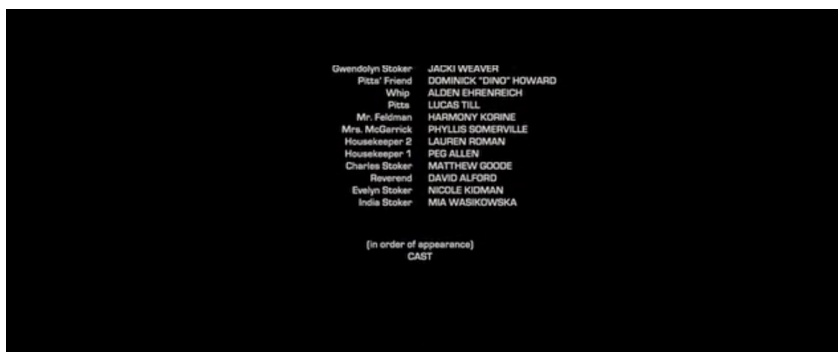 Gwendolyn Stoker JACKI WEAVER
Pitts' Friend DOMINICK "DINO" HOWARD
Whip ALDEN EHRENREICH
Pitts LUCAS TILL
Mr. Feldman HARMONY KORINE
Mrs. McGarrick PHYLLIS SOMERVILLE
Housekeeper 2 LAUREN ROMAN
Housekeeper 1 PEG ALLEN
Charles Stoker MATTHEW GOODE
Reverend DAVID ALFORD
Evelyn Stoker NICOLE KIDMAN
India Stoker MIA WASIKOWSKA
(in order of appearance)
CAST